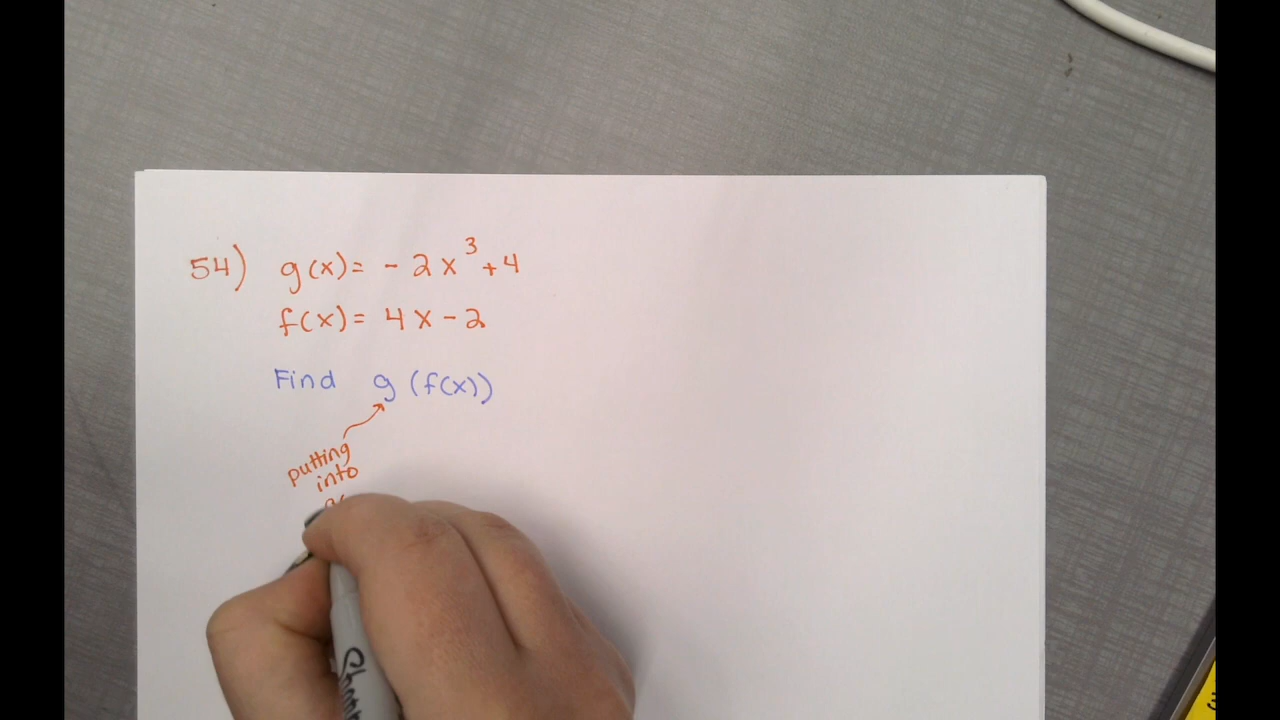 54) g(x)= -2x³+4
f(x)= 4x-2
Find g(f(x))
putting
into